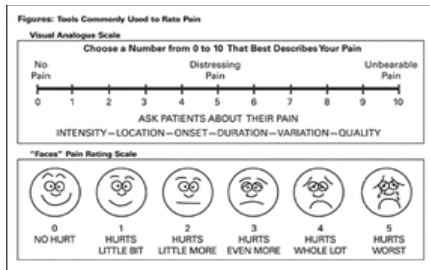 Figures: Tools Commonly Used to Rate Pain
Visual Analogue Scale
Choose a Number from 0 to 10 That Best Describes Your Pain
No Distressing Unbearable
Pain Pain Pain
0 1 2 3 4 5 6 7 8 9 10
ASK PATIENTS ABOUT THEIR PAIN
INTENSITY—LOCATION—ONSET—DURATION—VARIATION—QUALITY
"Faces" Pain Rating Scale
0 1 2 3 4 5
NO HURT HURTS HURTS HURTS HURTS HURTS
LITTLE BIT LITTLE MORE EVEN MORE WHOLE LOT WORST